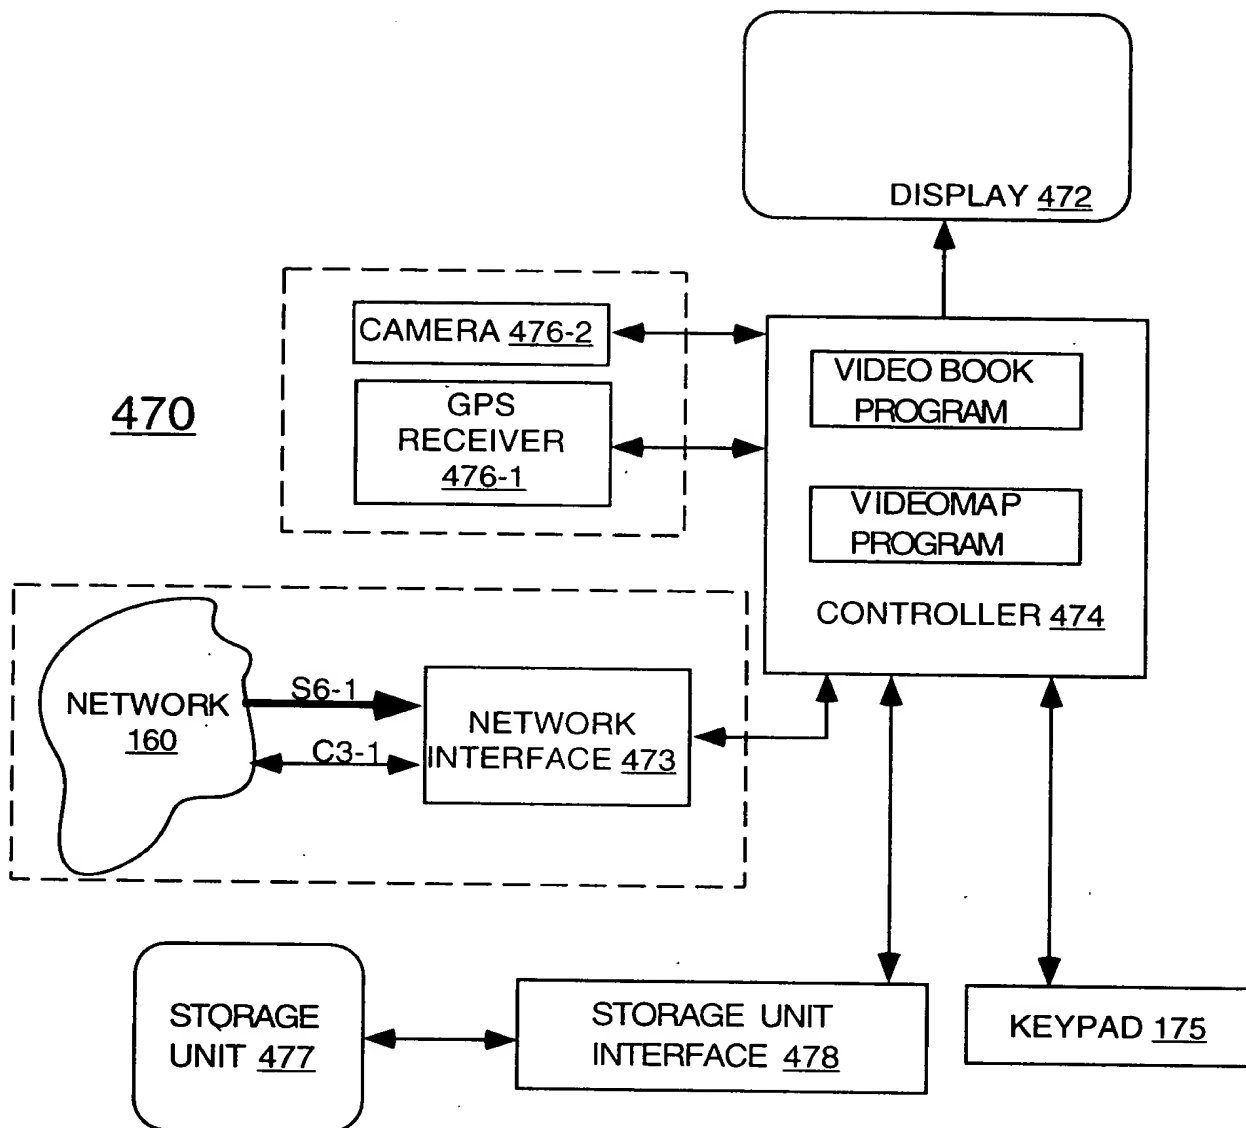 DISPLAY 472
CAMERA 476-2
GPS
RECEIVER
476-1
470
VIDEO BOOK
PROGRAM
VIDEOMAP
PROGRAM
CONTROLLER 474
NETWORK
160
S6-1
C3-1
NETWORK
INTERFACE 473
STORAGE
UNIT 477
STORAGE UNIT
INTERFACE 478
KEYPAD 175